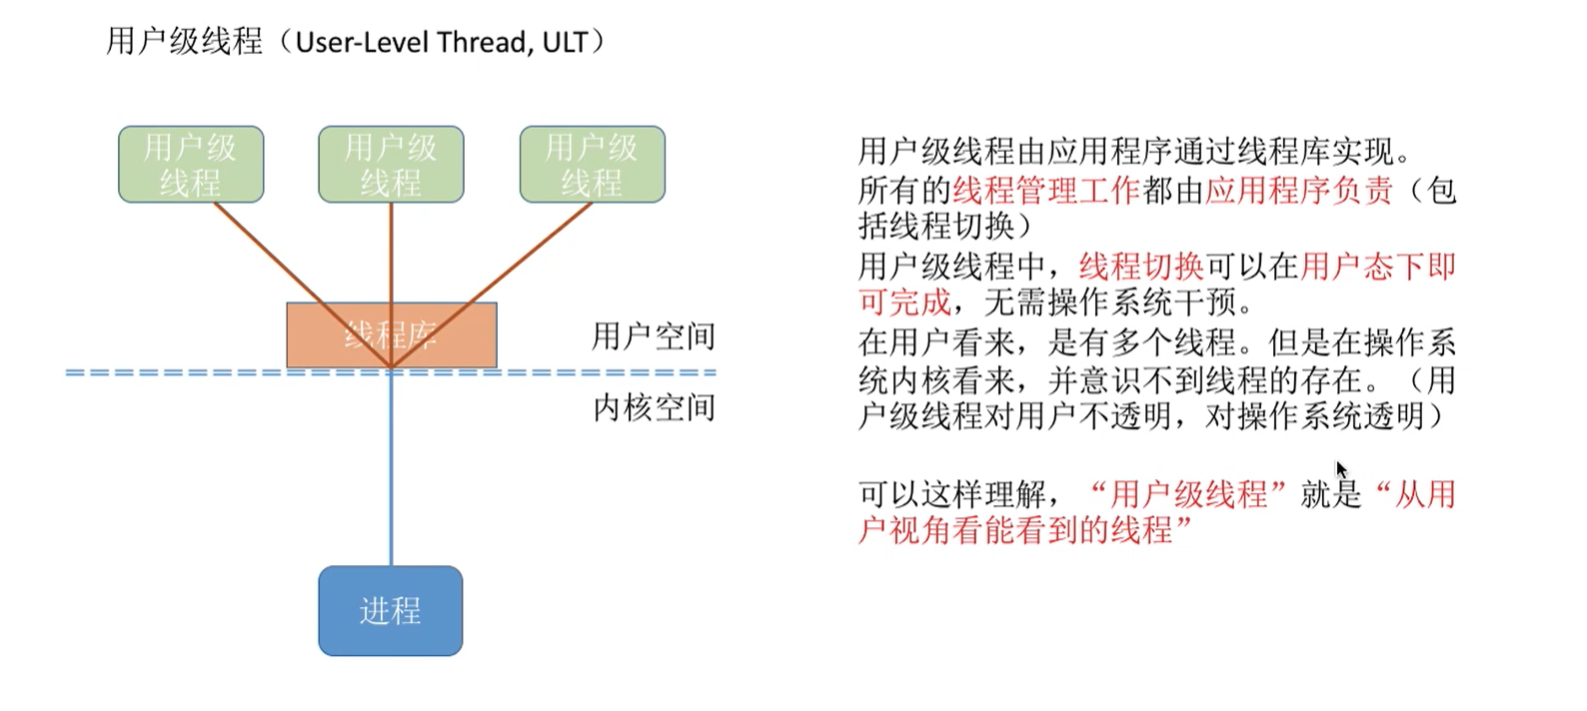 用户级线程（User-Level Thread, ULT）
用户级
线程
用户级
线程
用户级
线程
线程库
用户空间
内核空间
进程
用户级线程由应用程序通过线程库实现。
所有的线程管理工作都由应用程序负责（包
括线程切换）
用户级线程中，线程切换可以在用户态下即
可完成，无需操作系统干预。
在用户看来，是有多个线程。但是在操作系
统内核看来，并意识不到线程的存在。（用
户级线程对用户不透明，对操作系统透明）
可以这样理解，“用户级线程”就是“从用
户视角看能看到的线程”